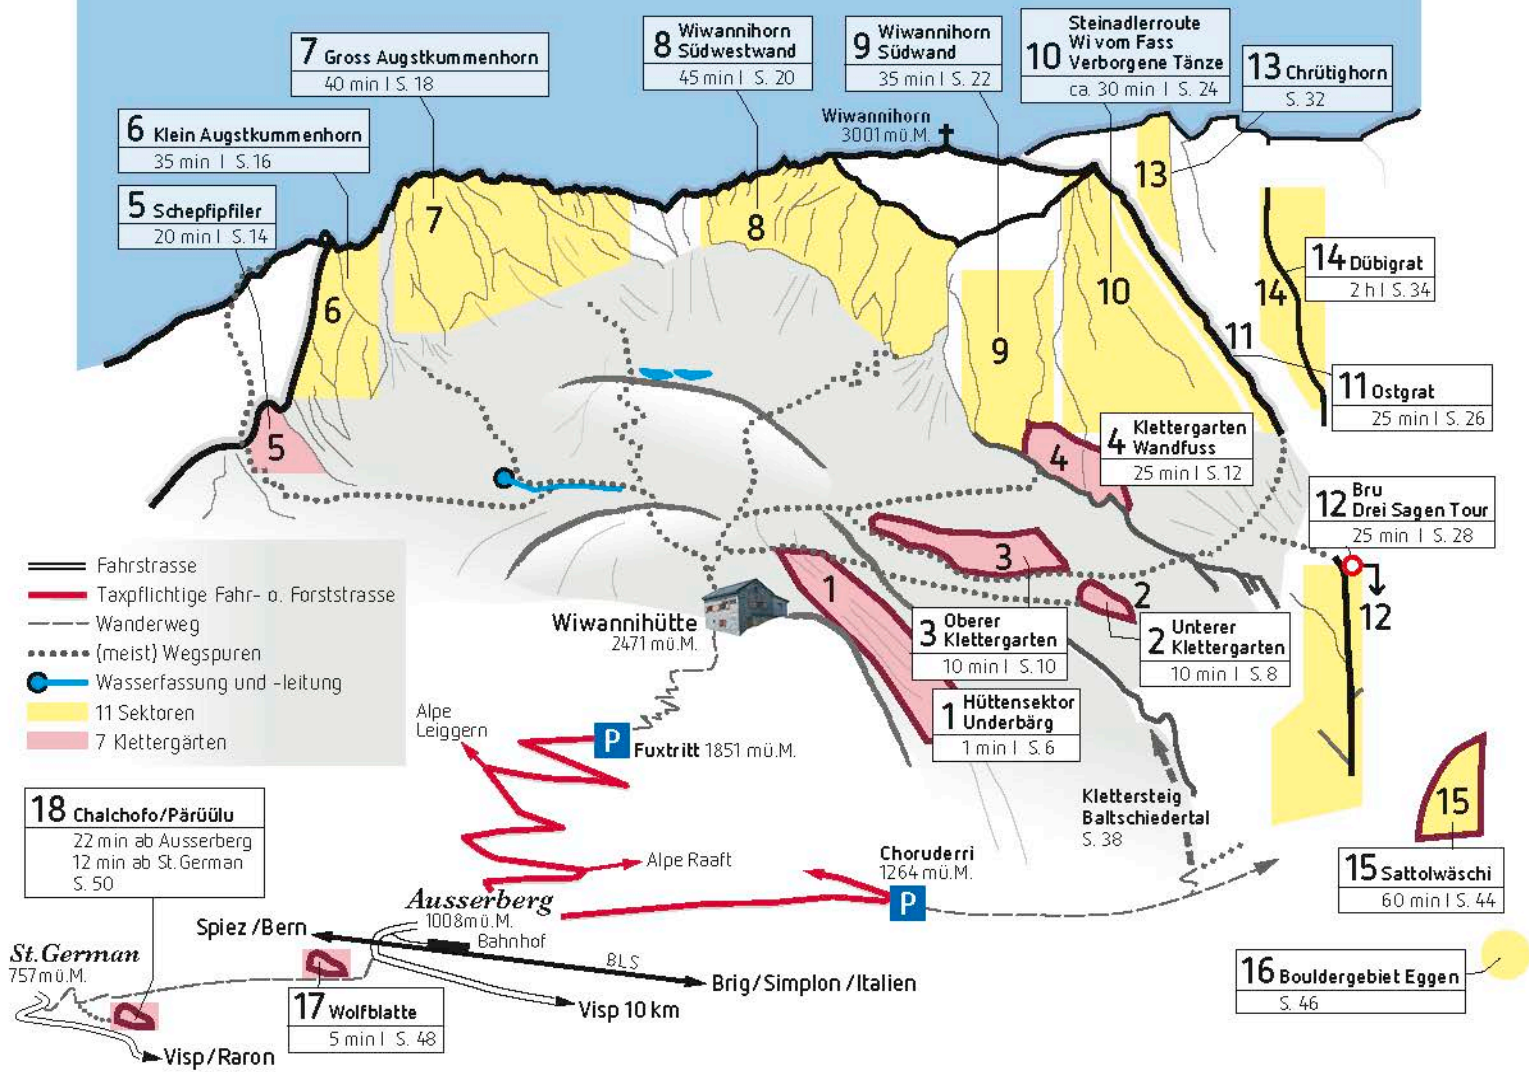 7 Gross Augstkummenhorn
40 min I S. 18
8 Wiwannihorn
Südwestwand
45 min I S. 20
9 Wiwannihorn
Südwand
35 min I S. 22
10 Steinadlerroute
Wi vom Fass
Verborgene Tänze
ca. 30 min I S. 24
13 Chrütighorn
S. 32
6 Klein Augstkummenhorn
35 min I S. 16
Wiwannihorn
3001 mü.M.
5 Schepfipfiler
20 min I S. 14
14 Dübigrat
2 h I S. 34
11 Ostgrat
25 min I S. 26
4 Klettergarten
Wandfuss
25 min I S. 12
12 Bru
Drei Sagen Tour
25 min I S. 28
7
8
13
6
10
14
11
9
5
4
3
1
2
12
15
Fahrstrasse
Taxpflichtige Fahr- o. Forststrasse
Wanderweg
(meist) Wegspuren
Wasserfassung und -leitung
11 Sektoren
7 Klettergärten
Wiwannihütte
2471 mü.M.
3 Oberer
Klettergarten
10 min I S. 10
2 Unterer
Klettergarten
10 min I S. 8
1 Hüttensektor
Underbärg
1 min I S. 6
Alpe
Leiggern
P
Fuxtritt 1851 mü.M.
Klettersteig
Baltschiedertal
S. 38
18 Chalchofo/Pärüülu
22 min ab Ausserberg
12 min ab St. German
S. 50
Alpe Raaft
Choruderri
1264 mü.M.
P
15 Sattolwäschi
60 min I S. 44
Ausserberg
1008 mü.M.
Bahnhof
Spiez / Bern
BLS
Brig / Simplon / Italien
St. German
757 mü.M.
16 Bouldergebiet Eggen
S. 46
17 Wolfblatte
5 min I S. 48
Visp 10 km
Visp / Raron